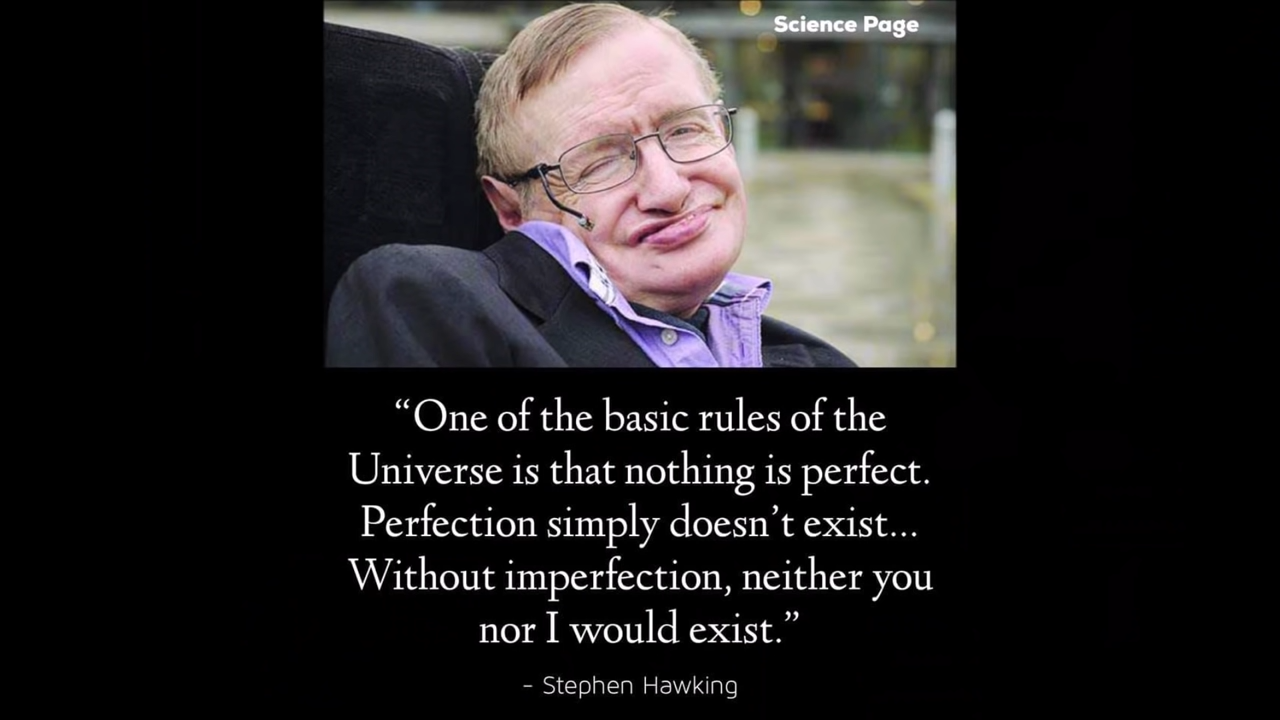 Science Page
“One of the basic rules of the
Universe is that nothing is perfect.
Perfection simply doesn’t exist...
Without imperfection, neither you
nor I would exist.”
- Stephen Hawking